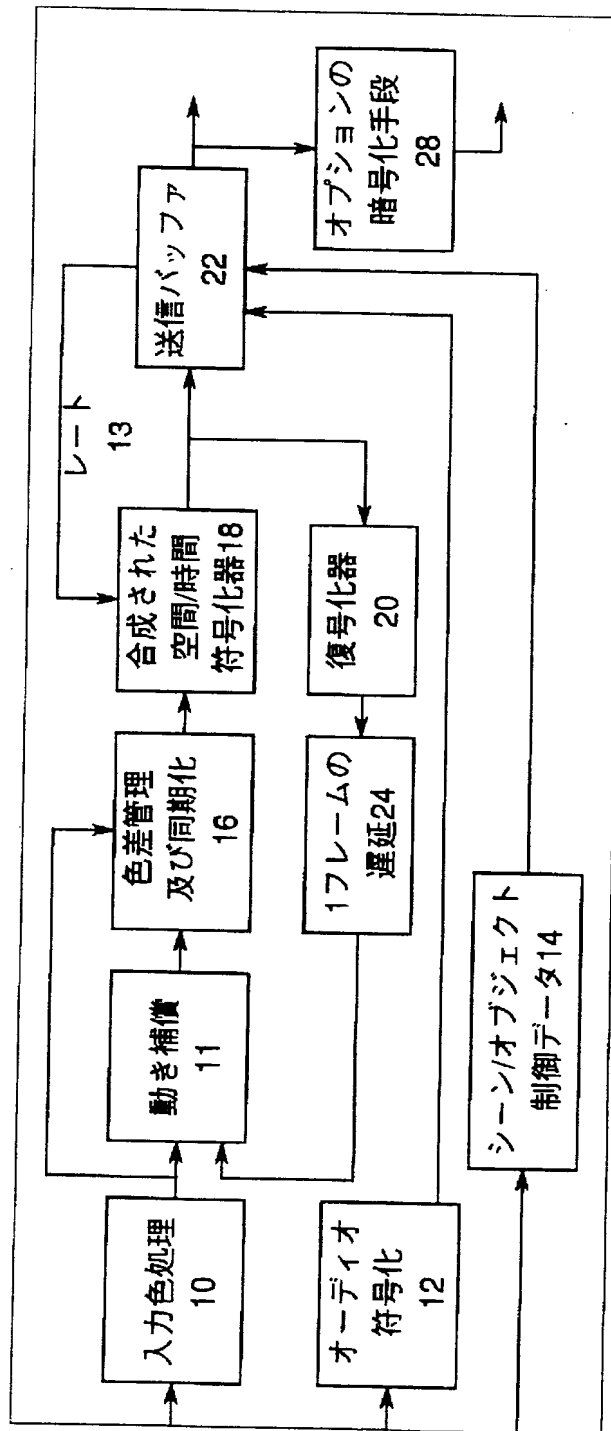 入力色処理
10
動き補償
11
色差管理
及び同期化
16
合成された
空間/時間
符号化器18
レート
13
送信バッファ
22
オプションの
暗号化手段
28
復号化器
20
1フレームの
遅延24
オーディオ
符号化
12
シーン/オブジェクト
制御データ14